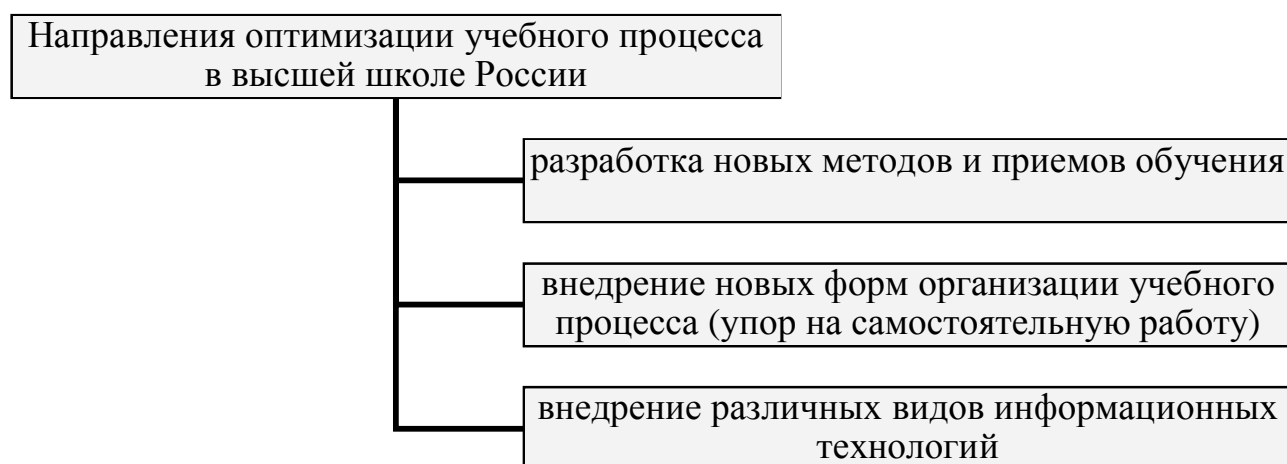 Направления оптимизации учебного процесса
в высшей школе России
разработка новых методов и приемов обучения
внедрение новых форм организации учебного
процесса (упор на самостоятельную работу)
внедрение различных видов информационных
технологий